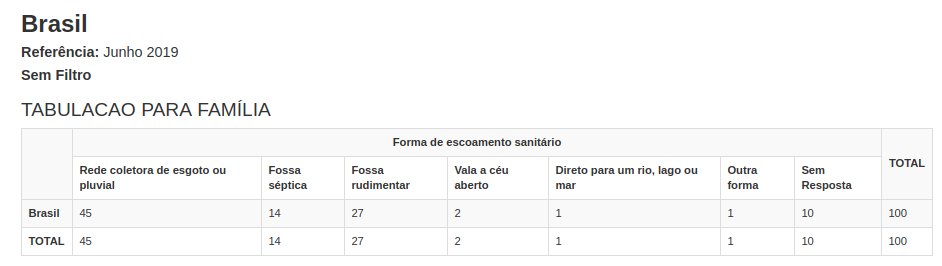 Brasil
Referência: Junho 2019
Sem Filtro
TABULACAO PARA FAMÍLIA
Forma de escoamento sanitário
TOTAL
Rede coletora de esgoto ou pluvial
Fossa séptica
Fossa rudimentar
Vala a céu aberto
Direto para um rio, lago ou mar
Outra forma
Sem Resposta
Brasil 45 14 27 2 1 1 10 100
TOTAL 45 14 27 2 1 1 10 100